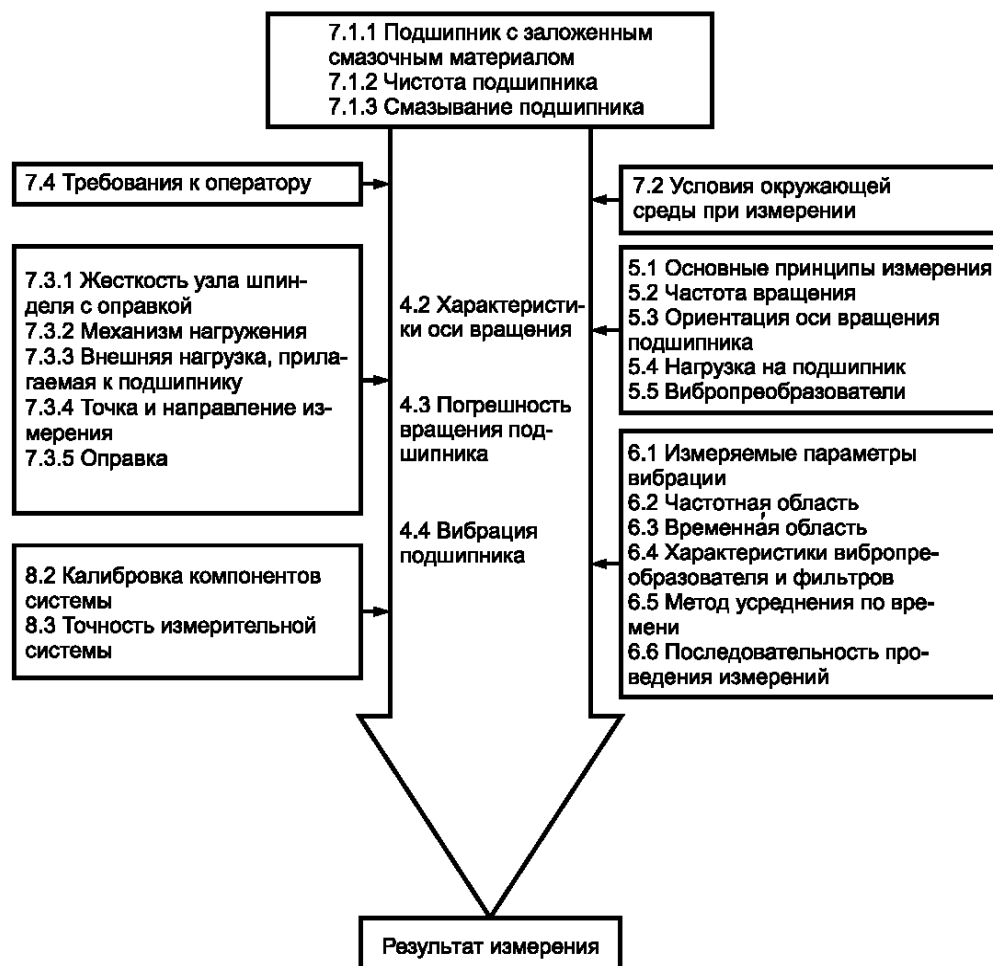 7.1.1 Подшипник с заложенным
смазочным материалом
7.1.2 Чистота подшипника
7.1.3 Смазывание подшипника
7.4 Требования к оператору
7.2 Условия окружающей
среды при измерении
7.3.1 Жесткость узла шпин-
деля с оправкой
7.3.2 Механизм нагружения
7.3.3 Внешняя нагрузка, прила-
гаемая к подшипнику
7.3.4 Точка и направление из-
мерения
7.3.5 Оправка
4.2 Характеристи-
ки оси вращения
4.3 Погрешность
вращения под-
шипника
4.4 Вибрация
подшипника
5.1 Основные принципы измерения
5.2 Частота вращения
5.3 Ориентация оси вращения
подшипника
5.4 Нагрузка на подшипник
5.5 Вибропреобразователи
6.1 Измеряемые параметры
вибрации
6.2 Частотная область
6.3 Временная область
6.4 Характеристики вибропре-
образователя и фильтров
6.5 Метод усреднения по вре-
мени
6.6 Последовательность про-
ведения измерений
8.2 Калибровка компонентов
системы
8.3 Точность измерительной
системы
Результат измерения